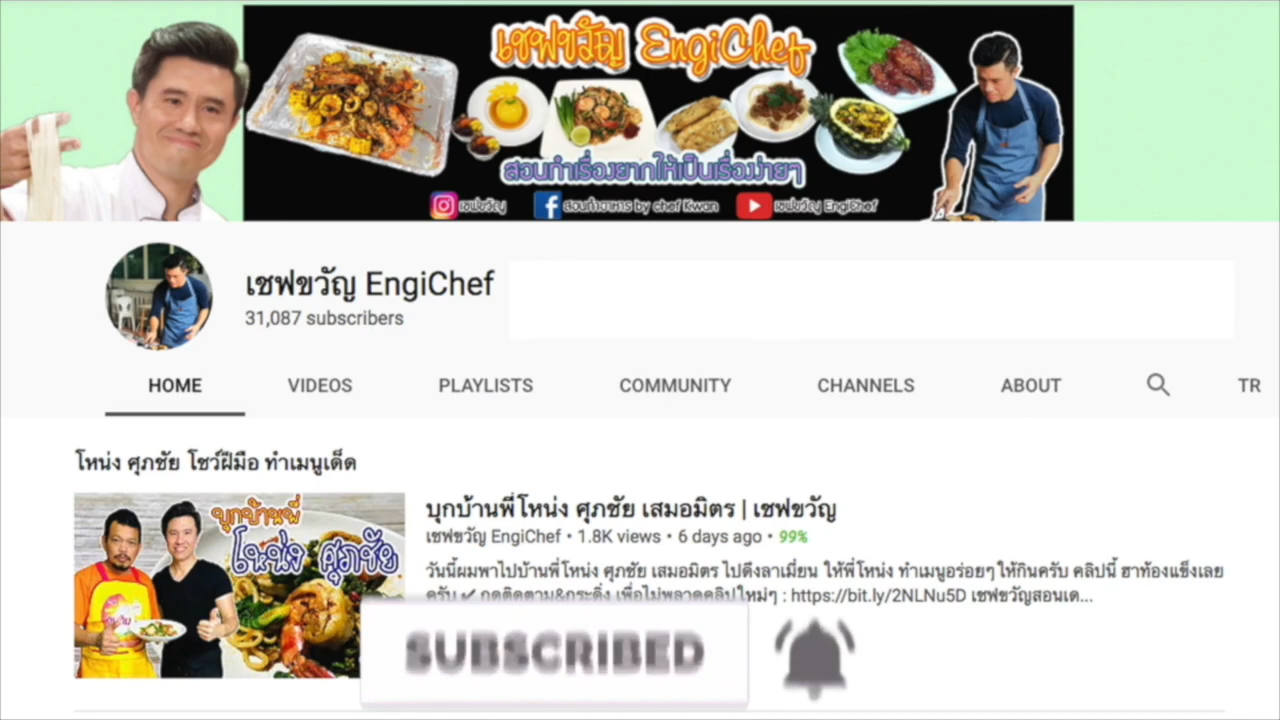 เชฟขวัญ EngiChef
สอนทำเรื่องยากให้เป็นเรื่องง่ายๆ
เชฟขวัญ
สอนทำอาหาร by chef Kwan
เชฟขวัญ EngiChef
เชฟขวัญ EngiChef
31,087 subscribers
HOME VIDEOS PLAYLISTS COMMUNITY CHANNELS ABOUT TR
โหน่ง ศุภชัย โชว์ฝีมือ ทำเมนูเด็ด
บุกบ้านพี่
โหน่ง ศุภชัย
บุกบ้านพี่โหน่ง ศุภชัย เสมอมิตร | เชฟขวัญ
เชฟขวัญ EngiChef • 1.8K views • 6 days ago • 99%
วันนี้ผมพาไปบ้านพี่โหน่ง ศุภชัย เสมอมิตร ไปดึงลาเมี่ยน ให้พี่โหน่ง ทำเมนูอร่อยๆ ให้กินครับ คลิปนี้ ฮาท้องแข็งเลย
ครับ ✔ กดติดตาม&กระดิ่ง เพื่อไม่พลาดคลิปใหม่ๆ : https://bit.ly/2NLNu5D เชฟขวัญสอนเด...
SUBSCRIBED